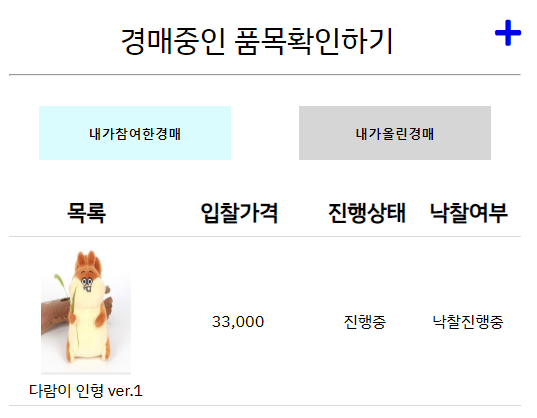 경매중인 품목확인하기
내가참여한경매 내가올린경매
목록 입찰가격 진행상태 낙찰여부
33,000 진행중 낙찰진행중
다람이 인형 ver.1